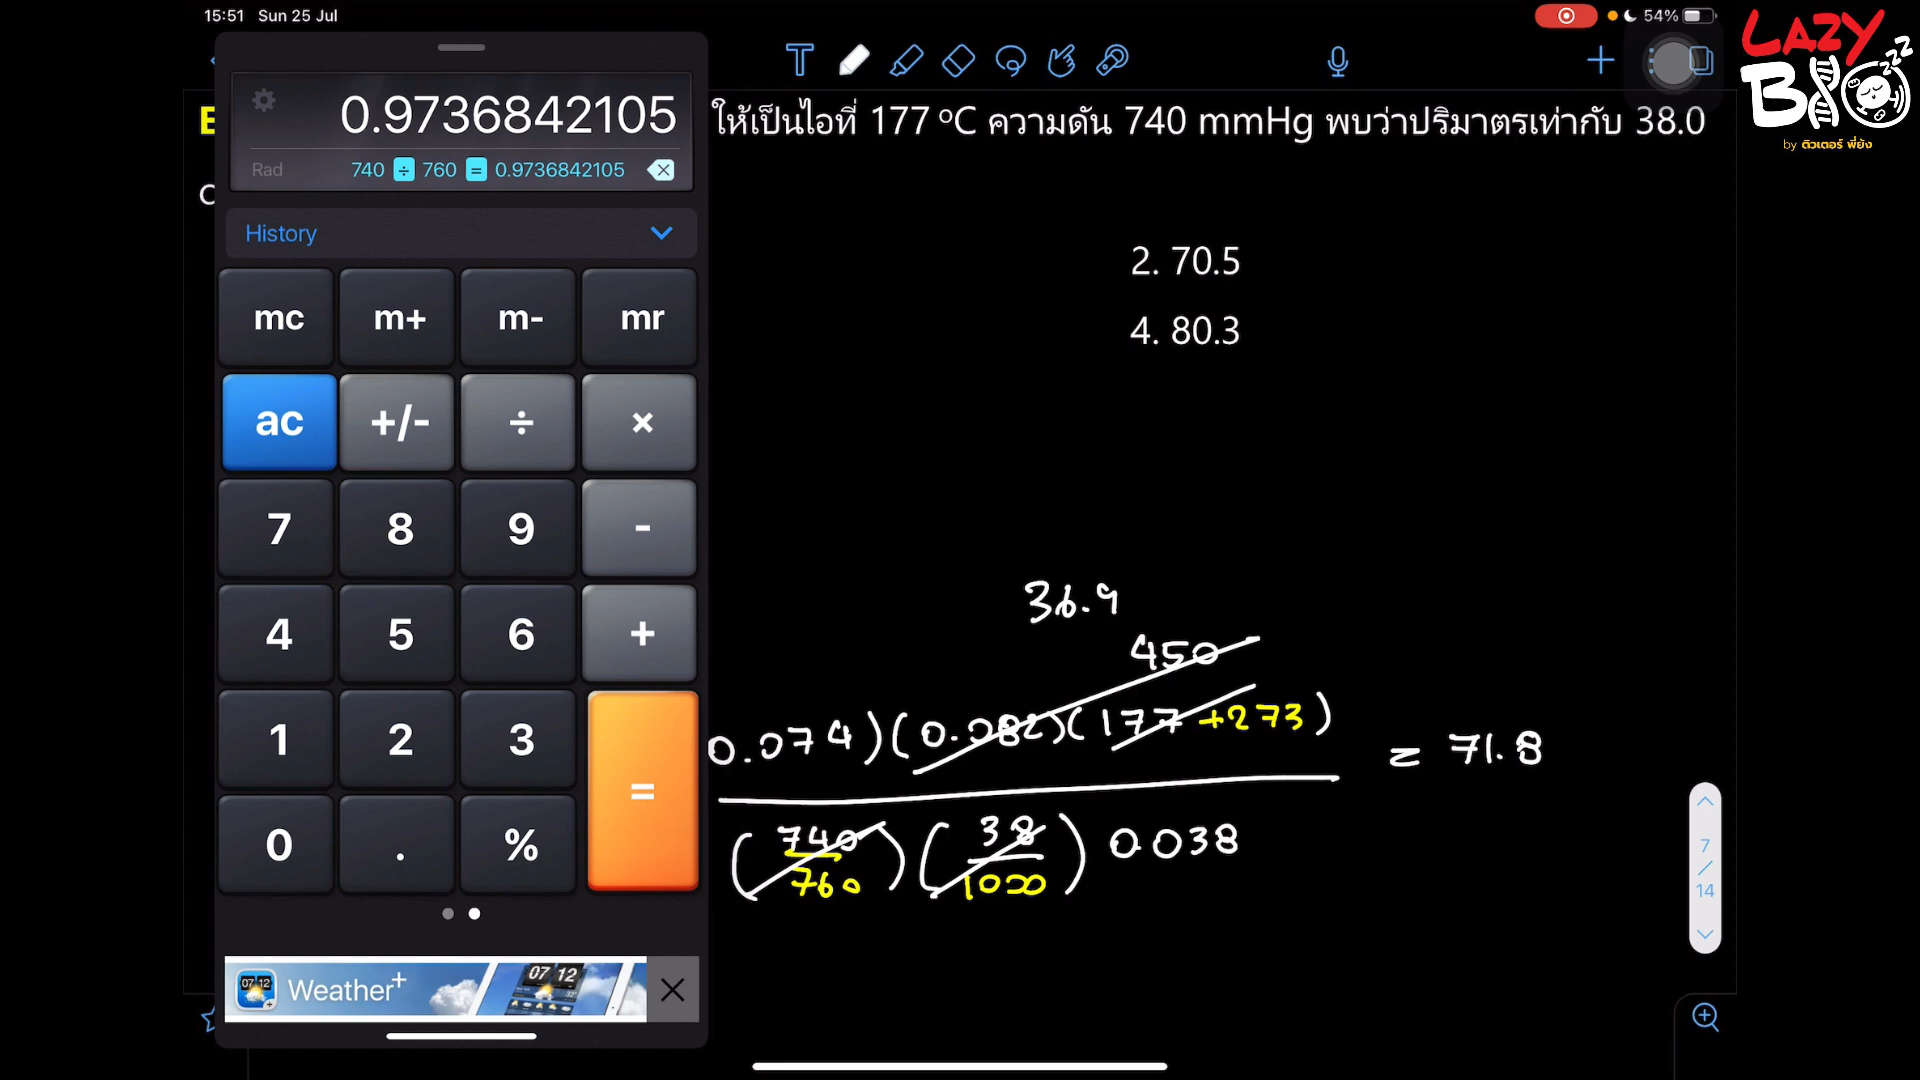 15:51 Sun 25 Jul
54%
LAZY
BIO
zzz
by ติวเตอร์ พี่ยัง
T
0.9736842105
Rad 740 ÷ 760 = 0.9736842105
History
ให้เป็นไอที่ 177 ºC ความดัน 740 mmHg พบว่าปริมาตรเท่ากับ 38.0
2. 70.5
4. 80.3
mc m+ m- mr
ac +/- ÷ ×
7 8 9 -
4 5 6 +
1 2 3 =
0 . %
36.9
450
0.074)(0.082)(177 +273) = 71.8
(740/760)(38/1000) 0.038
7
/
14
07 12 Weather+ 07 12